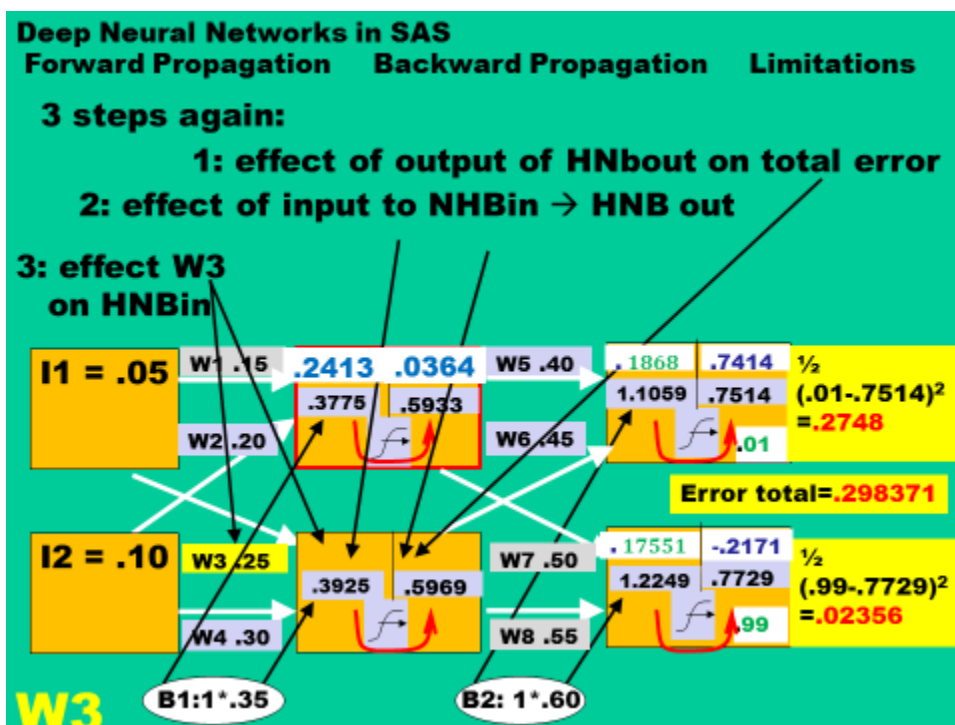 Deep Neural Networks in SAS
Forward Propagation Backward Propagation Limitations
3 steps again:
1: effect of output of HNbout on total error
2: effect of input to NHBin → HNB out
3: effect W3
on HNBin
I1 = .05
W1 .15
.2413 .0364
W5 .40
.1868 .7414
½
.3775 .5933
1.1059 .7514
(.01-.7514)²
W2 .20
W6 .45
.01
=.2748
Error total=.298371
I2 = .10
W3 .25
.3925 .5969
W7 .50
.17551 -.2171
½
1.2249 .7729
(.99-.7729)²
W4 .30
W8 .55
.99
=.02356
B1:1*.35
B2: 1*.60
W3